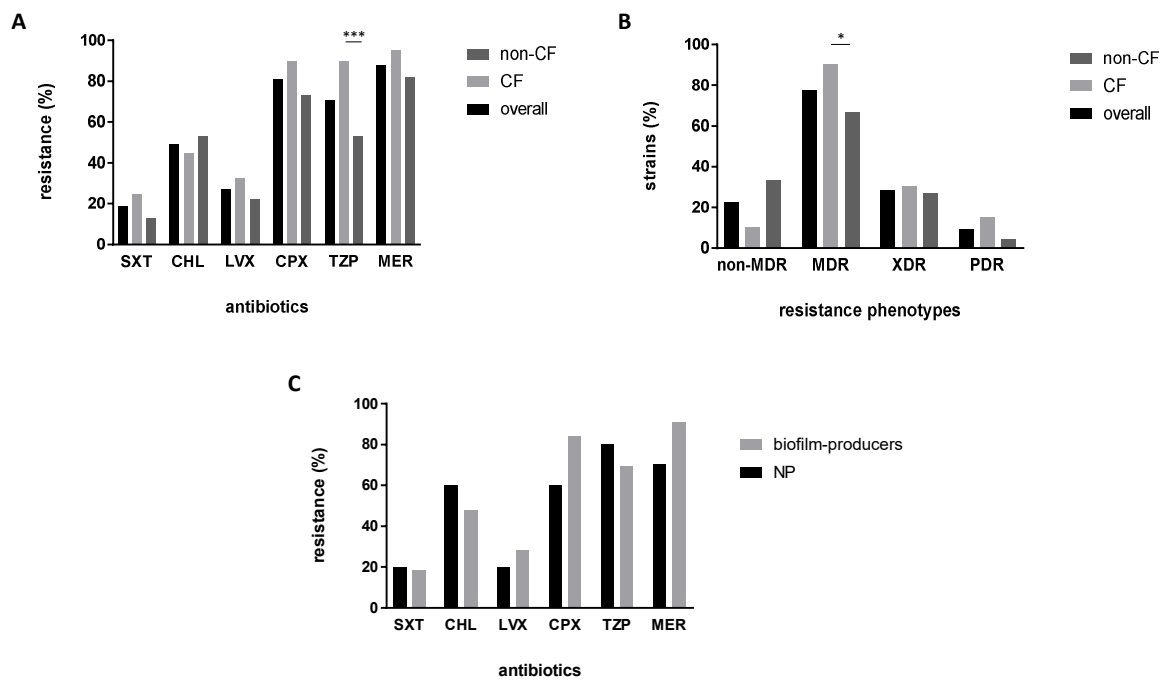 A
resistance (%)
100
80
60
40
20
0
***
SXT CHL LVX CPX TZP MER
antibiotics
non-CF
CF
overall
B
strains (%)
100
80
60
40
20
0
*
non-MDR MDR XDR PDR
resistance phenotypes
non-CF
CF
overall
C
resistance (%)
100
80
60
40
20
0
SXT CHL LVX CPX TZP MER
antibiotics
biofilm-producers
NP